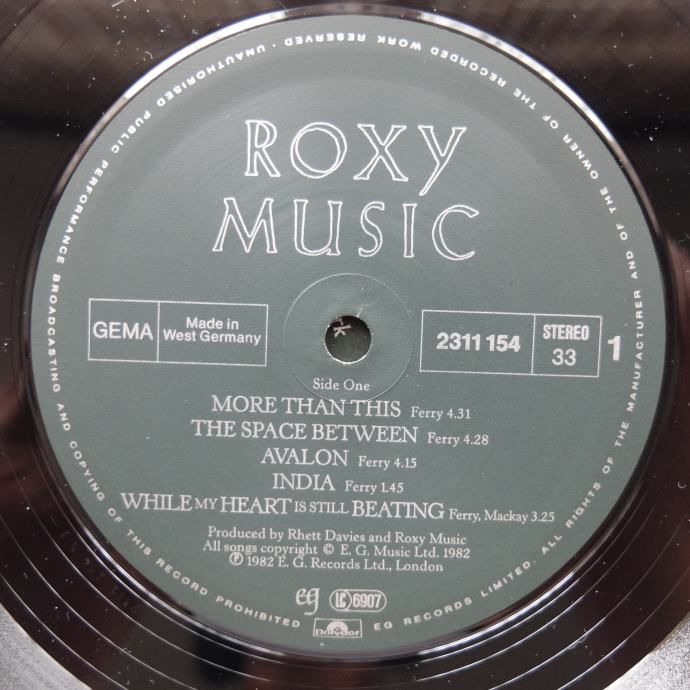 ROXY
MUSIC
GEMA
Made in
West Germany
2311 154
STEREO
33
1
rk
Side One
MORE THAN THIS Ferry 4.31
THE SPACE BETWEEN Ferry 4.28
AVALON Ferry 4.15
INDIA Ferry 1.45
WHILE MY HEART IS STILL BEATING Ferry, Mackay 3.25
Produced by Rhett Davies and Roxy Music
All songs copyright © E. G. Music Ltd. 1982
℗ 1982 E. G. Records Ltd., London
eg
LC 6907
Polydor
EG RECORDS LIMITED. ALL RIGHTS OF THE MANUFACTURER AND OF THE OWNER OF THE RECORDED WORK RESERVED · UNAUTHORISED PUBLIC PERFORMANCE BROADCASTING AND COPYING OF THIS RECORD PROHIBITED